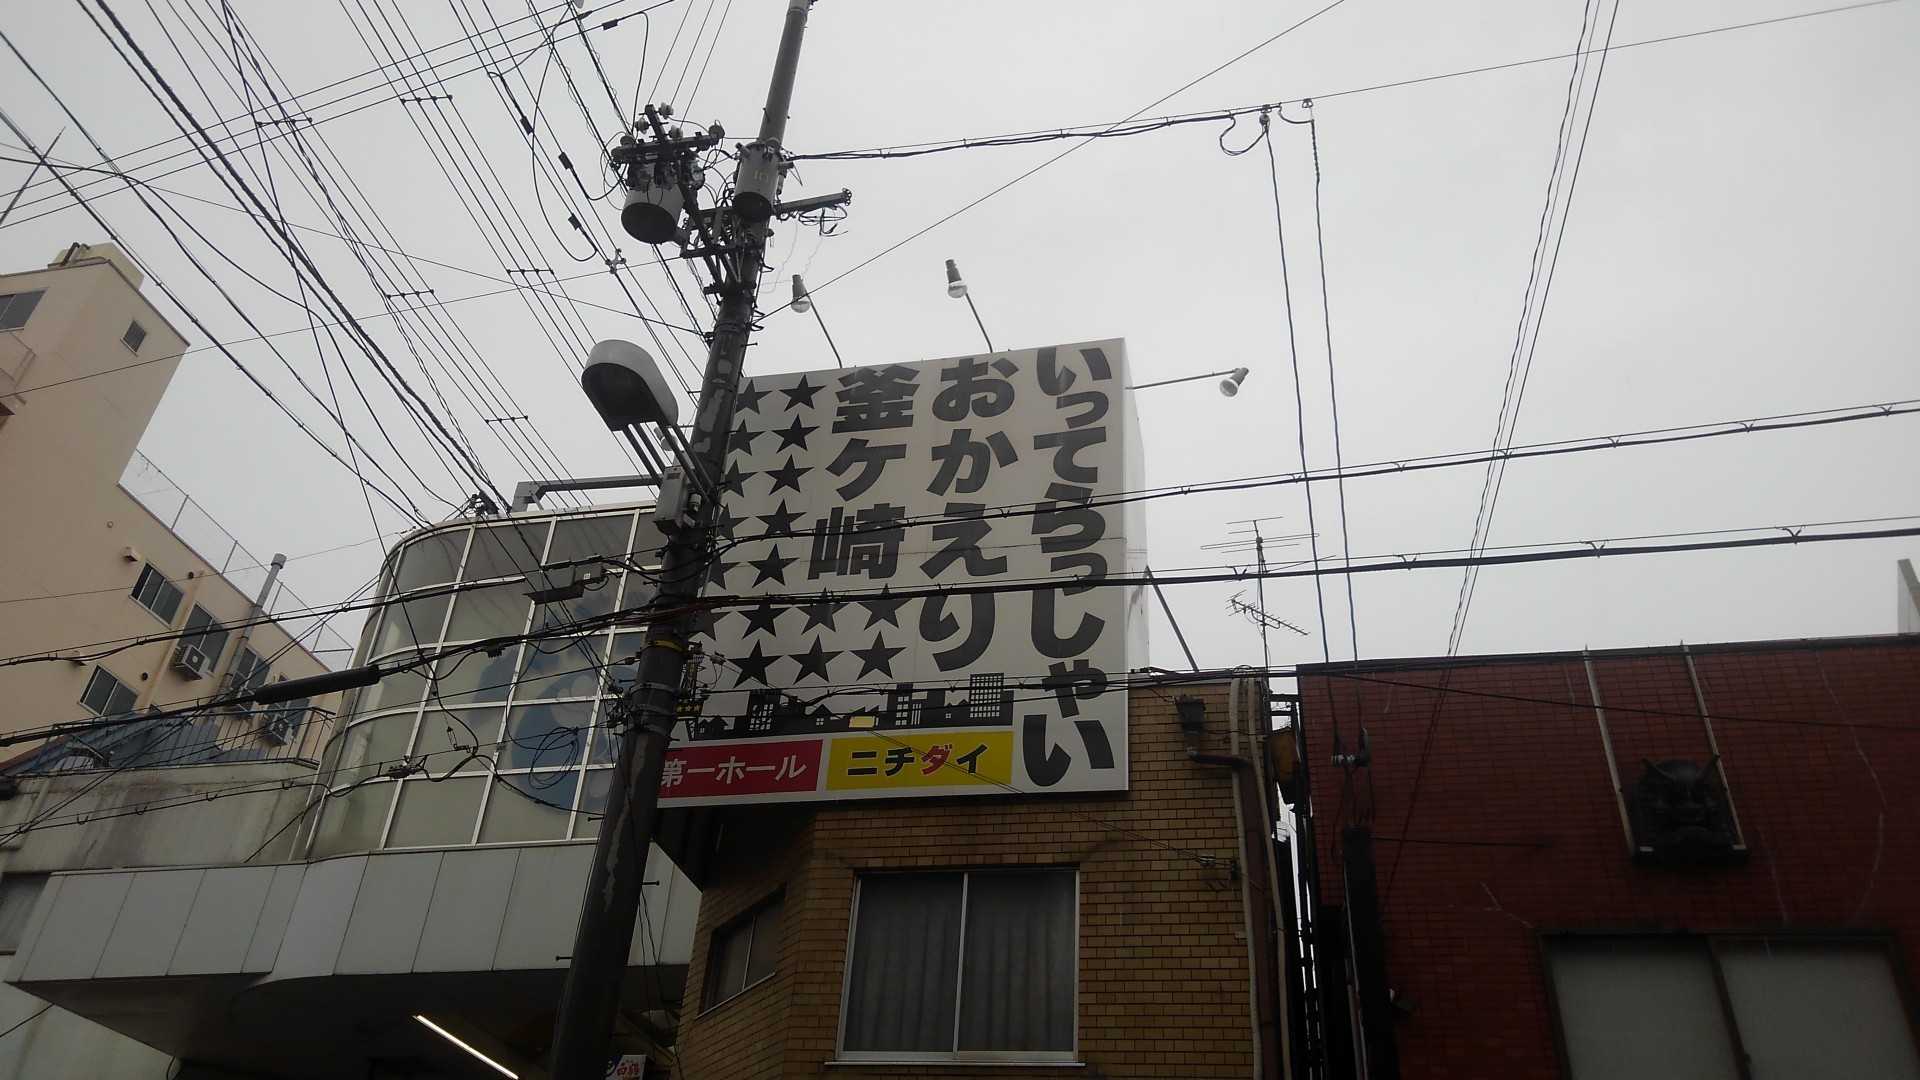 いってらっしゃい
おかえり
釜ケ崎
第一ホール
ニチダイ